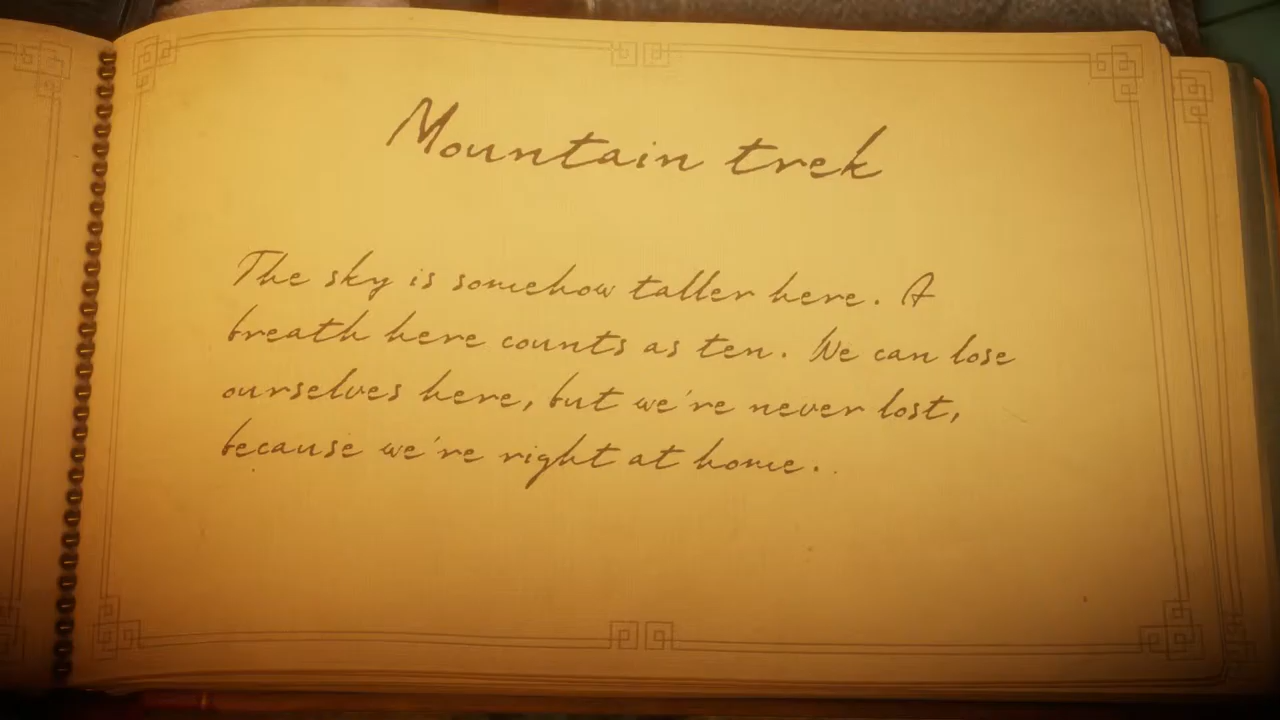 Mountain trek
The sky is somehow taller here. A
breath here counts as ten. We can lose
ourselves here, but we're never lost,
because we're right at home.